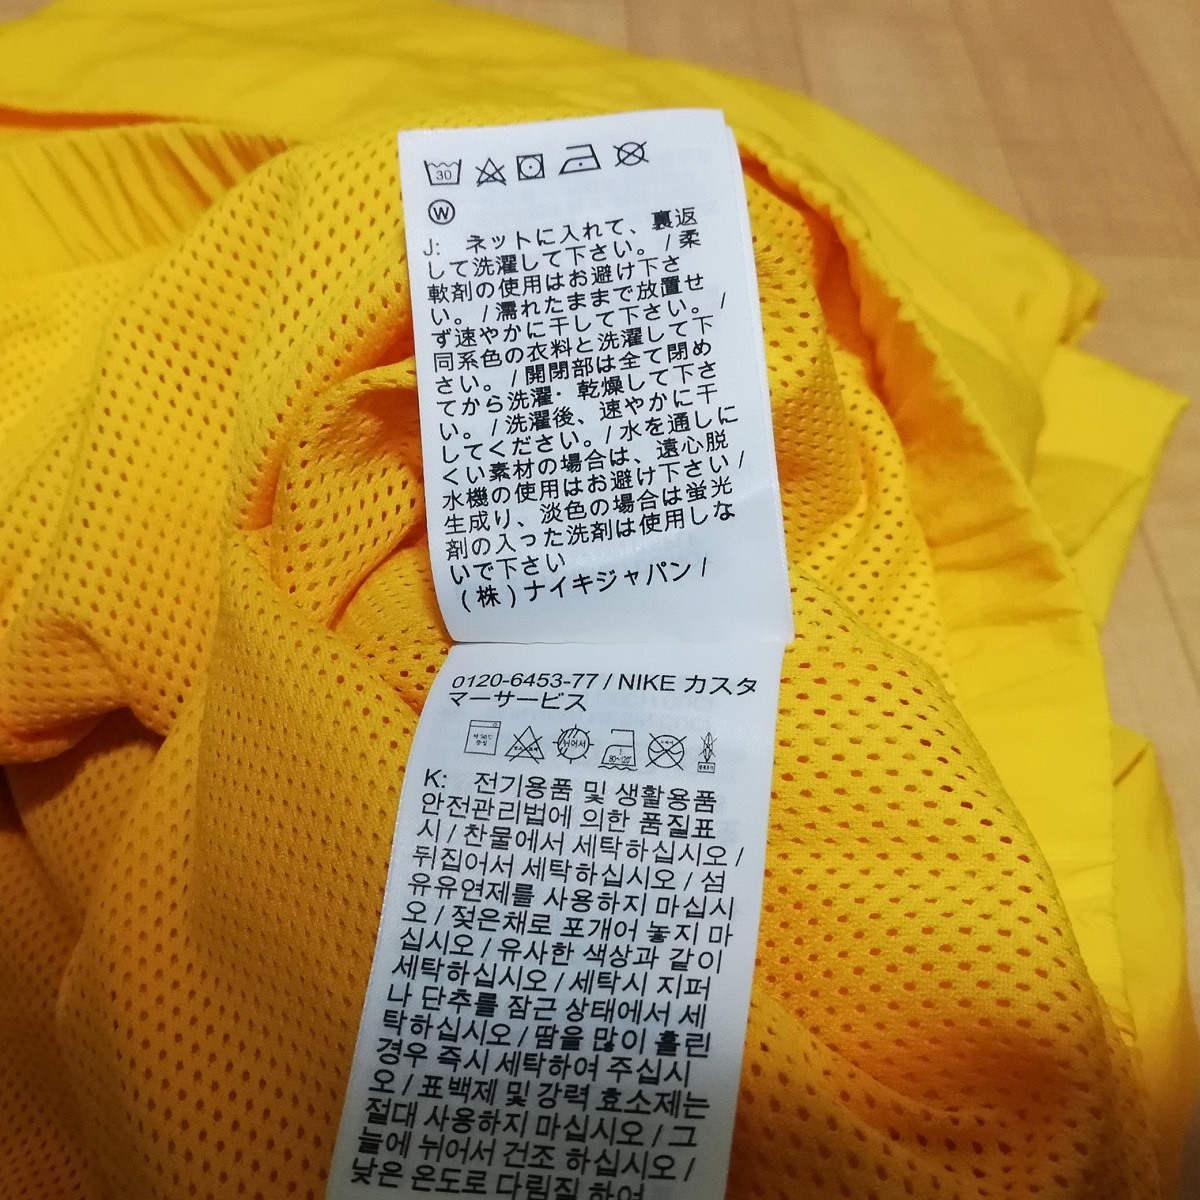 30
W
J: ネットに入れて、裏返
して洗濯して下さい。/柔
軟剤の使用はお避け下さ
い。/濡れたままで放置せ
ず速やかに干して下さい。/
同系色の衣料と洗濯して下
さい。/開閉部は全て閉め
てから洗濯・乾燥して下さ
い。/洗濯後、速やかに干
してください。/水を通しに
くい素材の場合は、遠心脱
水機の使用はお避け下さい/
生成り、淡色の場合は蛍光
剤の入った洗剤は使用しな
いで下さい
(株)ナイキジャパン/
0120-6453-77 / NIKE カスタ
マーサービス
80~120°
K: 전기용품 및 생활용품
안전관리법에 의한 품질표
시 / 찬물에서 세탁하십시오 /
뒤집어서 세탁하십시오 / 섬
유유연제를 사용하지 마십시
오 / 젖은채로 포개어 놓지 마
십시오 / 유사한 색상과 같이
세탁하십시오 / 세탁시 지퍼
나 단추를 잠근 상태에서 세
탁하십시오 / 땀을 많이 흘린
경우 즉시 세탁하여 주십시
오 / 표백제 및 강력 효소제는
절대 사용하지 마십시오 / 그
늘에 뉘어서 건조 하십시오 /
낮은 온도로 다림질 하여